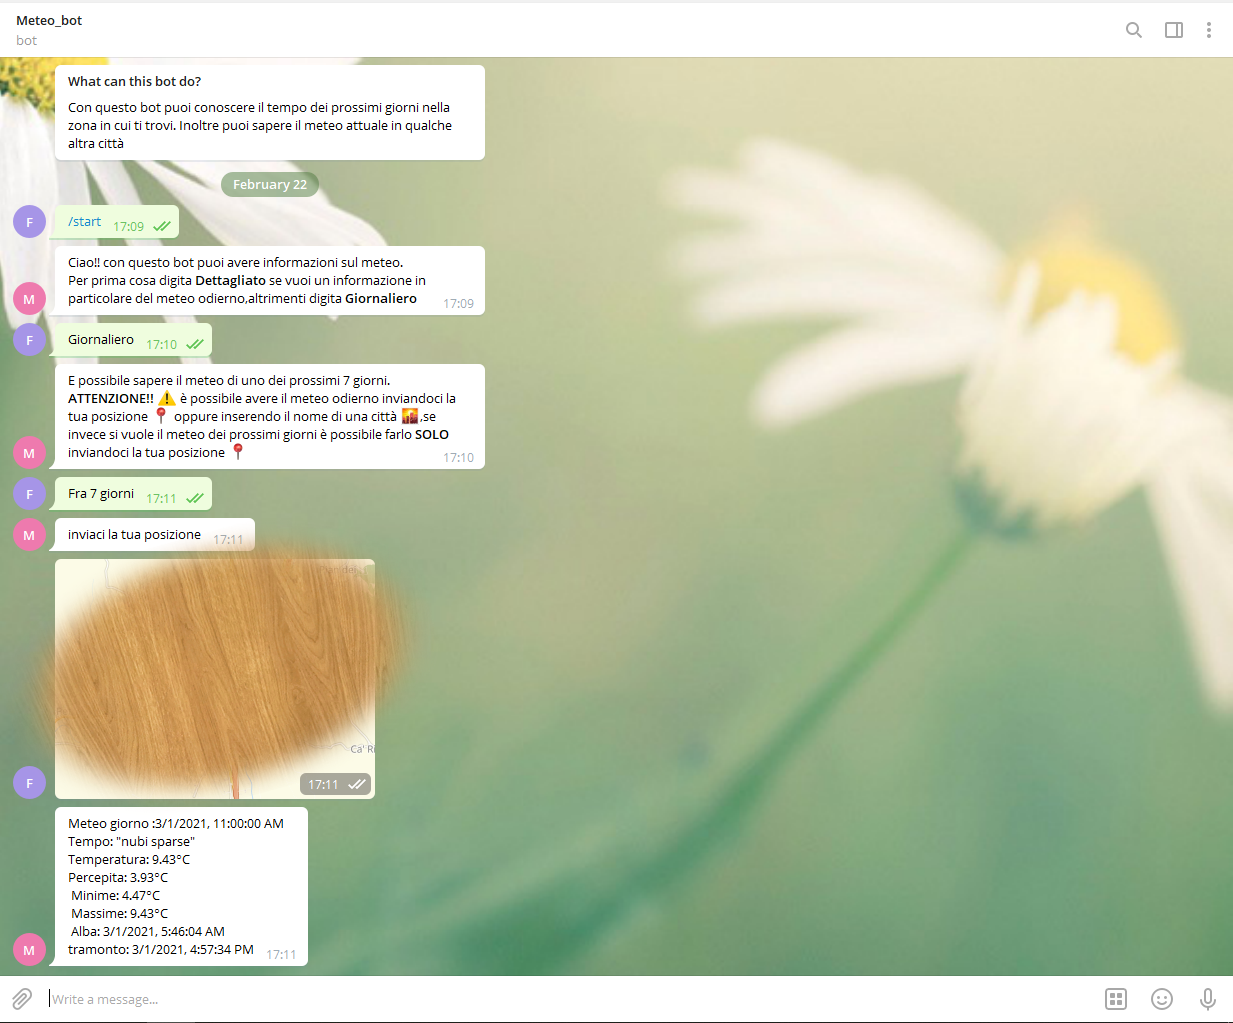 Meteo_bot
bot
What can this bot do?
Con questo bot puoi conoscere il tempo dei prossimi giorni nella
zona in cui ti trovi. Inoltre puoi sapere il meteo attuale in qualche
altra città
February 22
F
/start 17:09
Ciao!! con questo bot puoi avere informazioni sul meteo.
Per prima cosa digita Dettagliato se vuoi un informazione in
particolare del meteo odierno,altrimenti digita Giornaliero 17:09
M
F
Giornaliero 17:10
E possibile sapere il meteo di uno dei prossimi 7 giorni.
ATTENZIONE!! ⚠️ è possibile avere il meteo odierno inviandoci la
tua posizione 📍 oppure inserendo il nome di una città 🌇,se
invece si vuole il meteo dei prossimi giorni è possibile farlo SOLO
inviandoci la tua posizione 📍 17:10
M
F
Fra 7 giorni 17:11
M
inviaci la tua posizione 17:11
Ca' Ri
F
17:11
Meteo giorno :3/1/2021, 11:00:00 AM
Tempo: "nubi sparse"
Temperatura: 9.43°C
Percepita: 3.93°C
Minime: 4.47°C
Massime: 9.43°C
Alba: 3/1/2021, 5:46:04 AM
tramonto: 3/1/2021, 4:57:34 PM 17:11
M
Write a message...